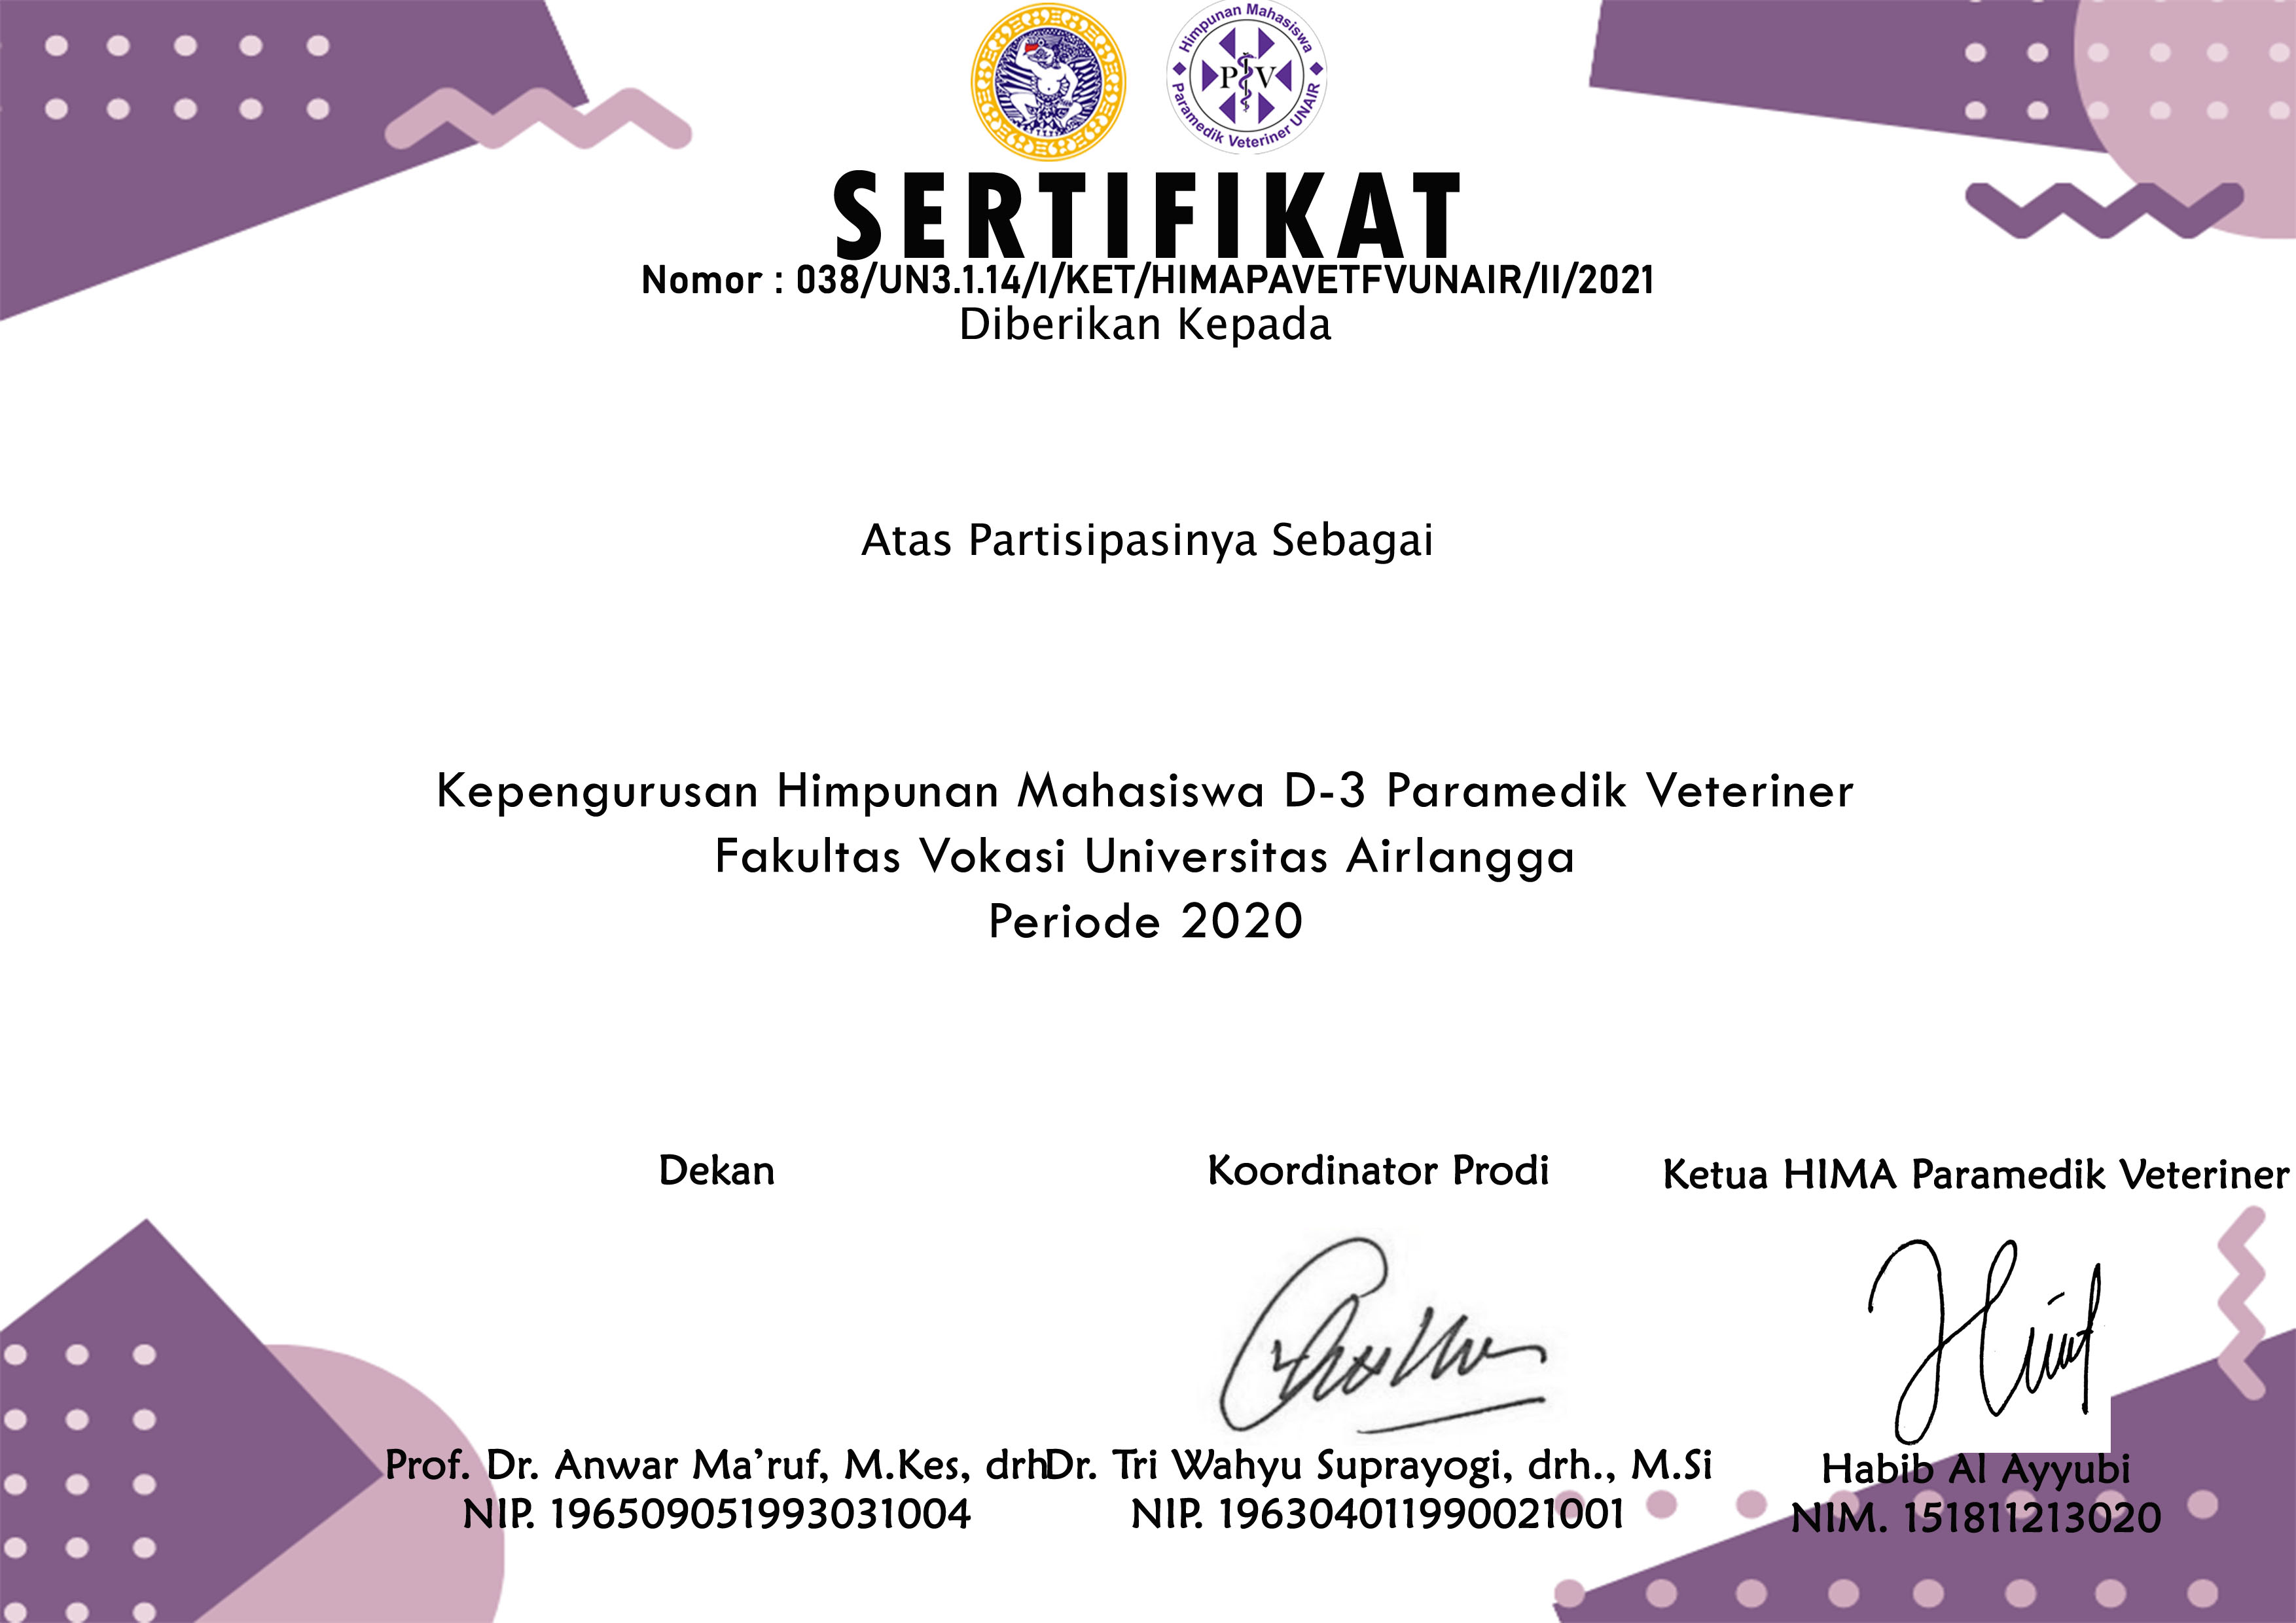 Himpunan Mahasiswa
PV
Paramedik Veteriner UNAIR
SERTIFIKAT
Nomor : 038/UN3.1.14/I/KET/HIMAPAVETFVUNAIR/II/2021
Diberikan Kepada
Atas Partisipasinya Sebagai
Kepengurusan Himpunan Mahasiswa D-3 Paramedik Veteriner
Fakultas Vokasi Universitas Airlangga
Periode 2020
Dekan
Prof. Dr. Anwar Ma'ruf, M.Kes, drh
NIP. 196509051993031004
Koordinator Prodi
Dr. Tri Wahyu Suprayogi, drh., M.Si
NIP. 196304011990021001
Ketua HIMA Paramedik Veteriner
Habib Al Ayyubi
NIM. 151811213020